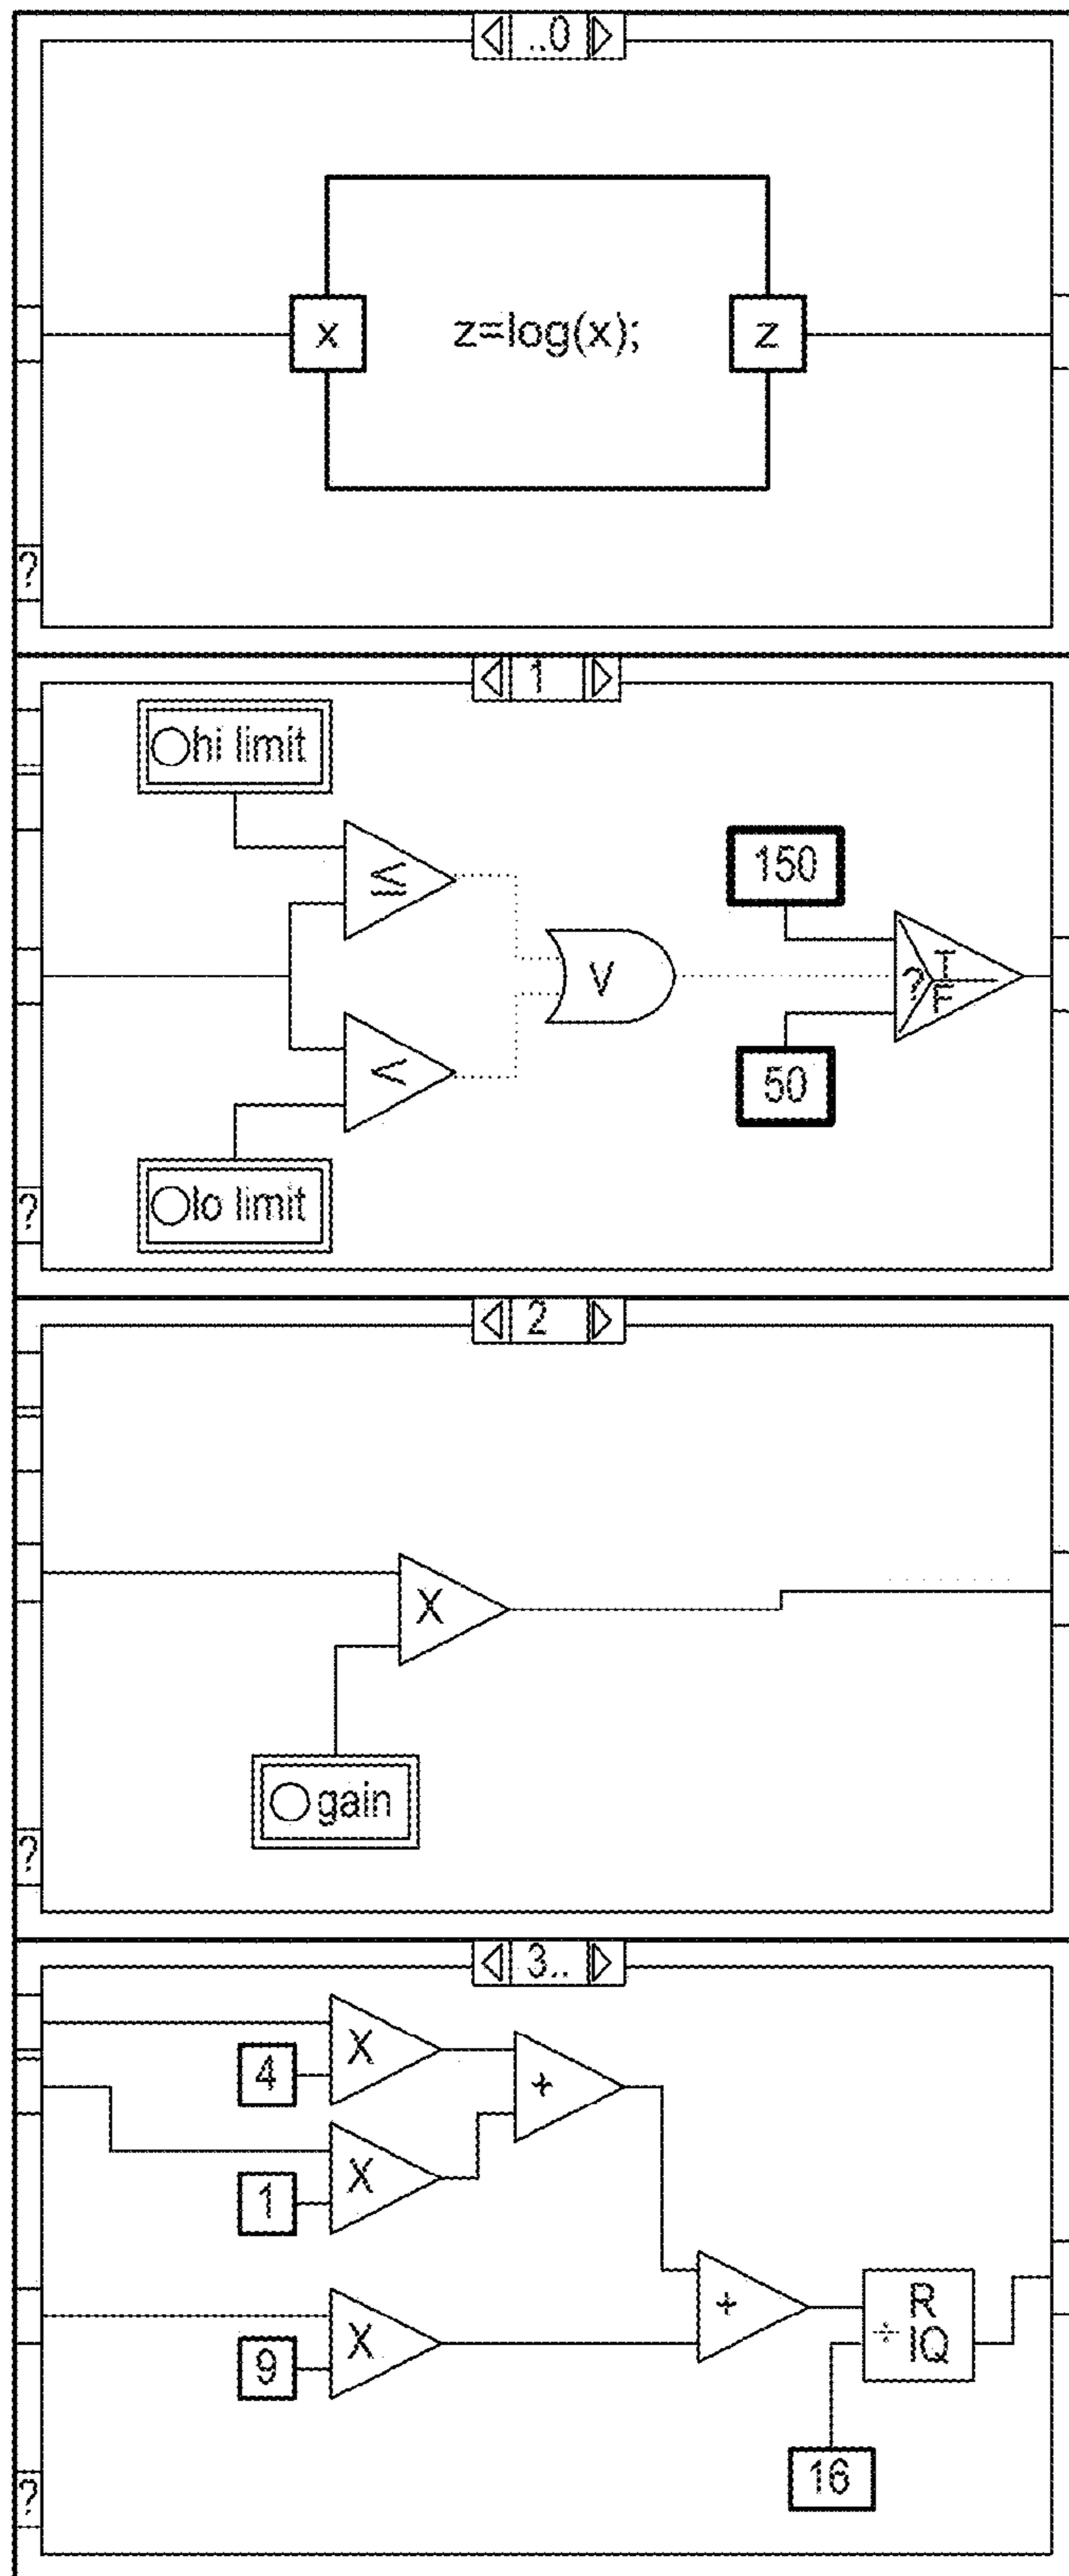 ..0
x z=log(x); z
?
1
hi limit
≤
150
V
? T
F
<
50
lo limit
?
2
X
gain
?
3..
X
4
+
X
1
+
R
÷ IQ
X
9
16
?